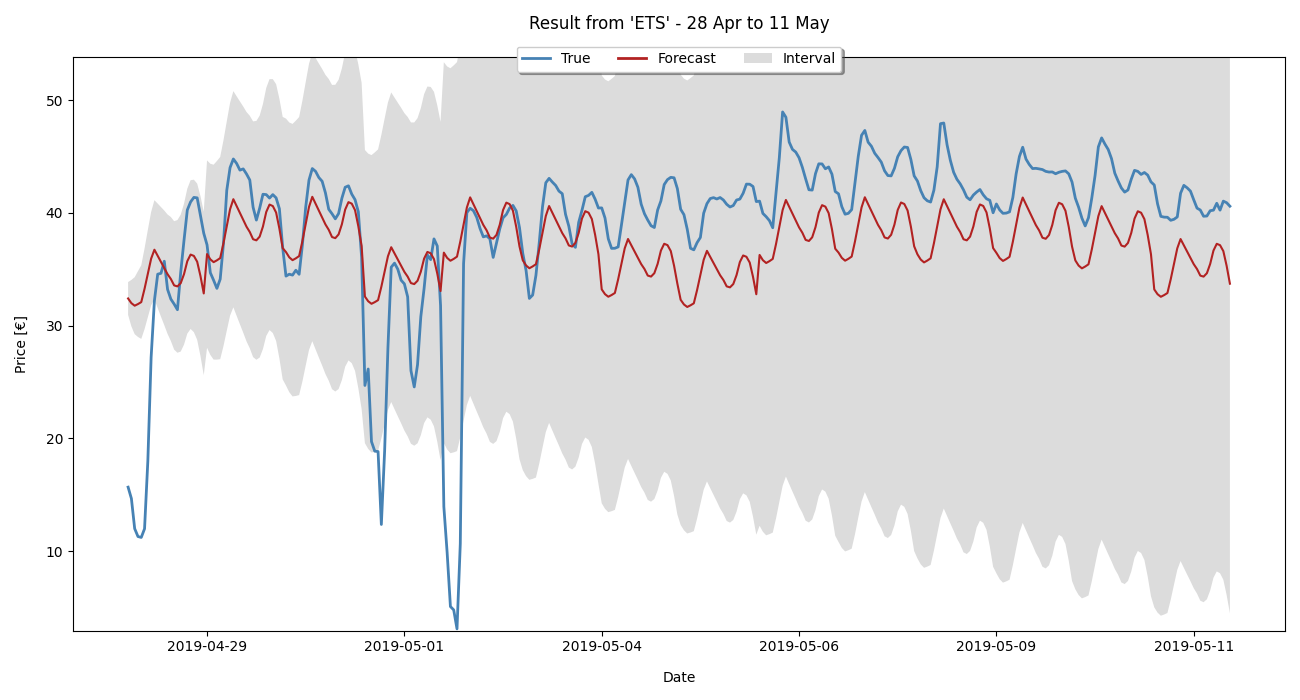 Result from 'ETS' - 28 Apr to 11 May
True Forecast Interval
50
40
30
20
10
Price [€]
2019-04-29 2019-05-01 2019-05-04 2019-05-06 2019-05-09 2019-05-11
Date